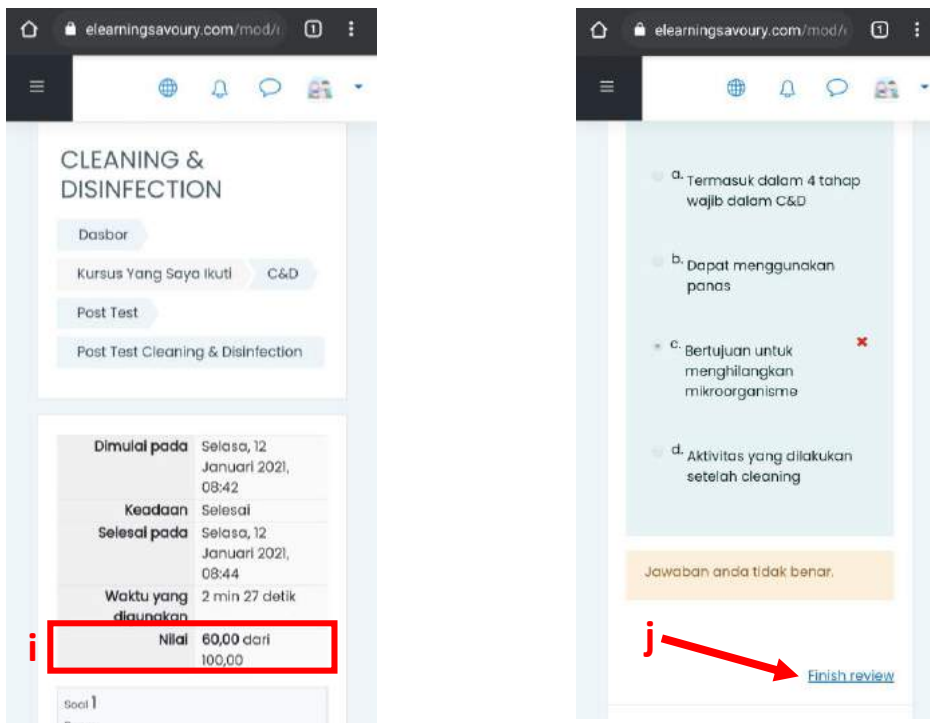 elearningsavoury.com/mod/
1
CLEANING &
DISINFECTION
Dasbor
Kursus Yang Saya Ikuti
C&D
Post Test
Post Test Cleaning & Disinfection
Dimulai pada Selasa, 12
Januari 2021,
08:42
Keadaan Selesai
Selesai pada Selasa, 12
Januari 2021,
08:44
Waktu yang 2 min 27 detik
digunakan
i
Nilai 60,00 dari
100,00
Soal 1
elearningsavoury.com/mod/
1
a. Termasuk dalam 4 tahap
wajib dalam C&D
b. Dapat menggunakan
panas
c. Bertujuan untuk
menghilangkan
mikroorganisme
d. Aktivitas yang dilakukan
setelah cleaning
Jawaban anda tidak benar.
j
Finish review